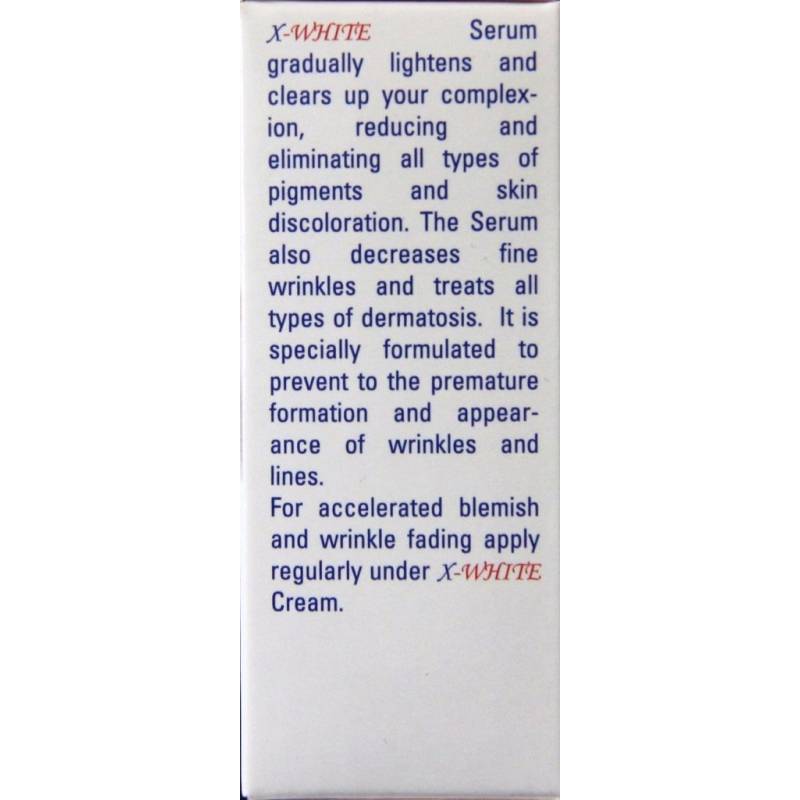 X-WHITE Serum
gradually lightens and
clears up your complex-
ion, reducing and
eliminating all types of
pigments and skin
discoloration. The Serum
also decreases fine
wrinkles and treats all
types of dermatosis. It is
specially formulated to
prevent to the premature
formation and appear-
ance of wrinkles and
lines.
For accelerated blemish
and wrinkle fading apply
regularly under X-WHITE
Cream.